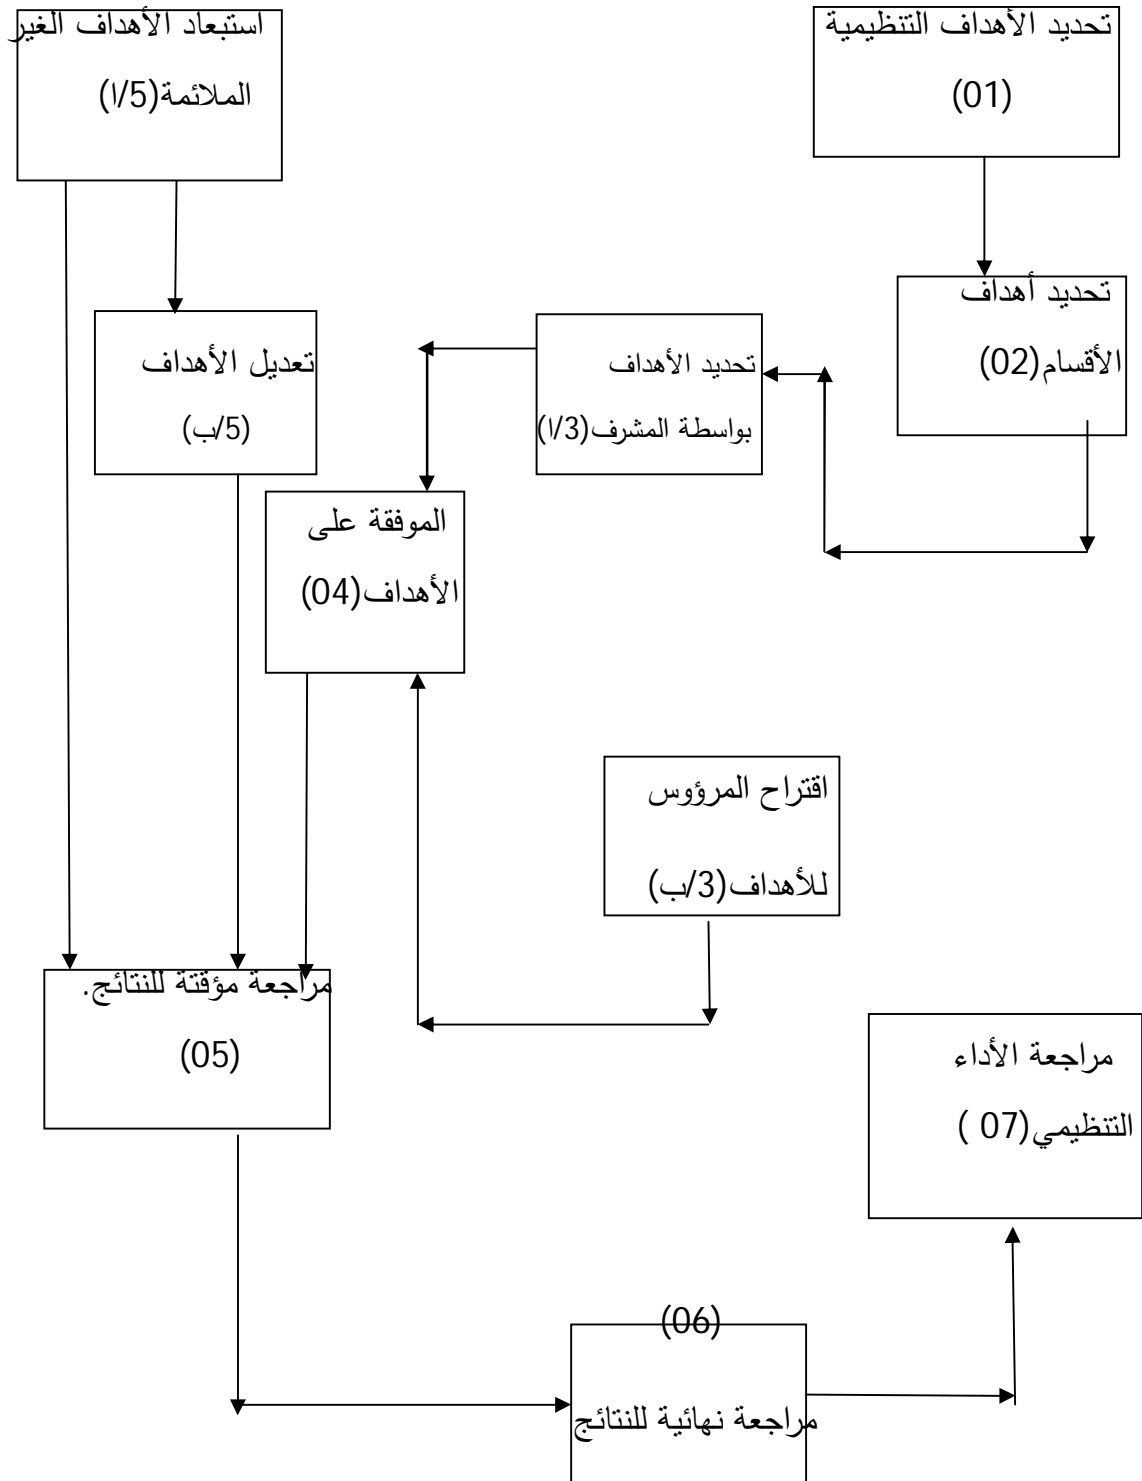 تحديد الأهداف التنظيمية
(01)
استبعاد الأهداف الغير
الملائمة(5/ا)
تحديد أهداف
الأقسام(02)
تحديد الأهداف
بواسطة المشرف(3/ا)
تعديل الأهداف
(5/ب)
الموفقة على
الأهداف(04)
اقتراح المرؤوس
للأهداف(3/ب)
مراجعة مؤقتة للنتائج.
(05)
مراجعة الأداء
التنظيمي(07 )
(06)
مراجعة نهائية للنتائج